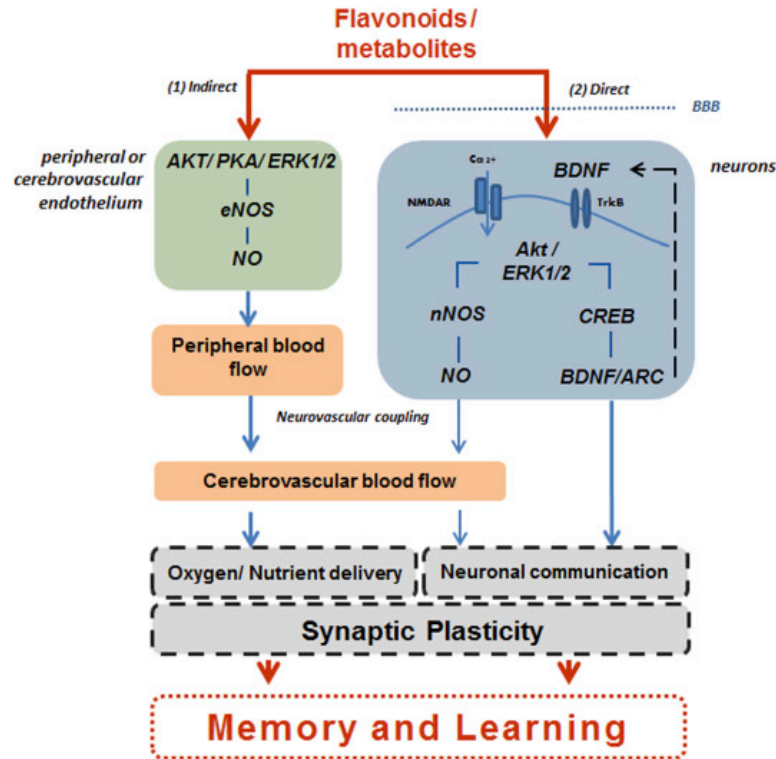 Flavonoids/
metabolites
(1) Indirect
(2) Direct
BBB
peripheral or
cerebrovascular
endothelium
AKT/ PKA/ ERK1/2
eNOS
NO
Ca 2+
BDNF
neurons
NMDAR
TrkB
Akt /
ERK1/2
nNOS
CREB
NO
BDNF/ARC
Peripheral blood
flow
Neurovascular coupling
Cerebrovascular blood flow
Oxygen/ Nutrient delivery
Neuronal communication
Synaptic Plasticity
Memory and Learning